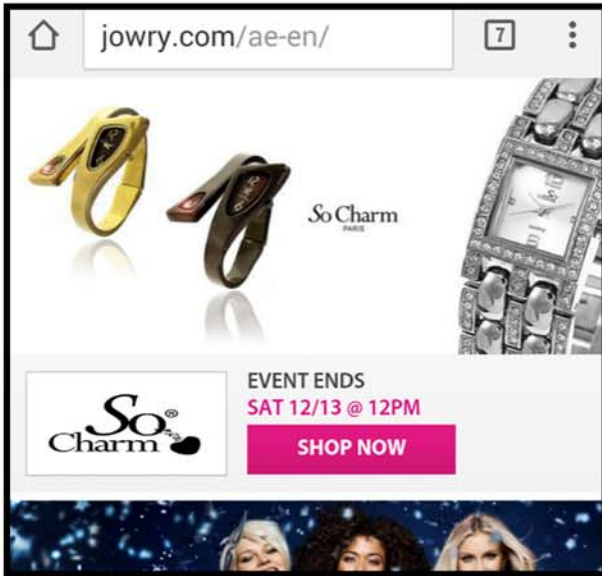 jowry.com/ae-en/
7
So Charm
PARIS
EVENT ENDS
SAT 12/13 @ 12PM
SHOP NOW
So®
Charm